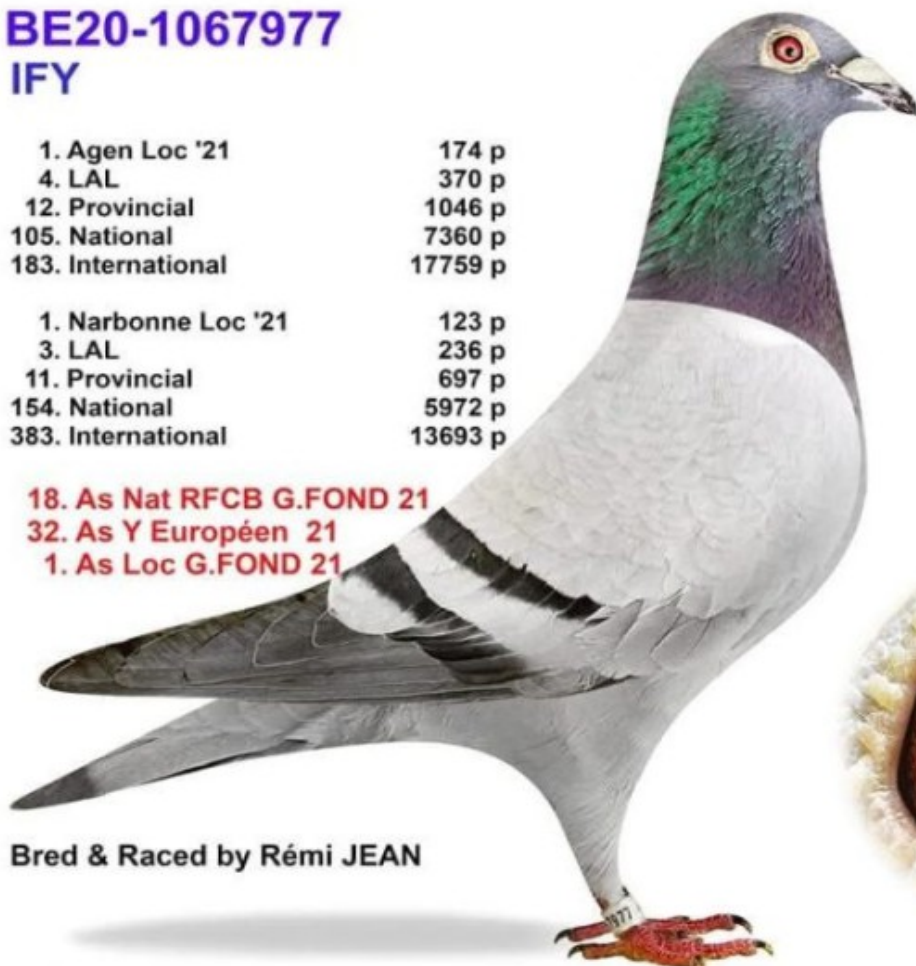 BE20-1067977
IFY
1. Agen Loc '21 174 p
4. LAL 370 p
12. Provincial 1046 p
105. National 7360 p
183. International 17759 p
1. Narbonne Loc '21 123 p
3. LAL 236 p
11. Provincial 697 p
154. National 5972 p
383. International 13693 p
18. As Nat RFCB G.FOND 21
32. As Y Européen 21
1. As Loc G.FOND 21
Bred & Raced by Rémi JEAN
7977